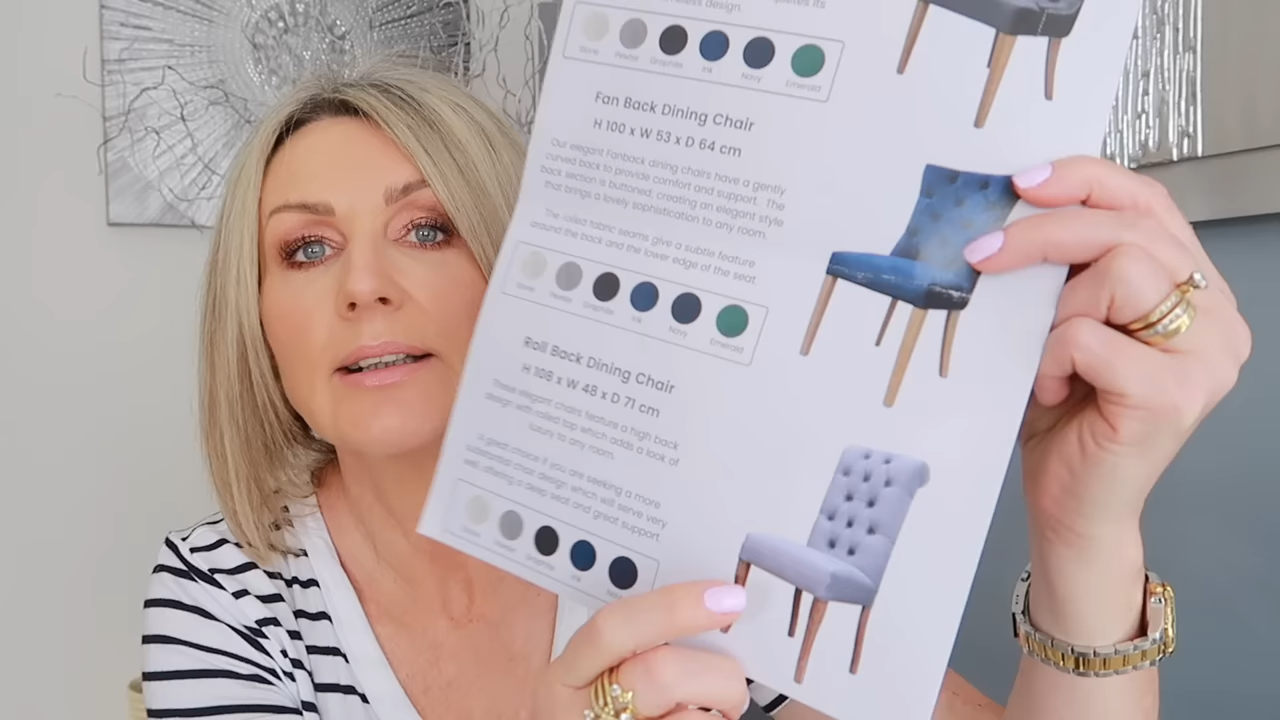 design.
Stone Pewter Graphite Ink Navy Emerald
Fan Back Dining Chair
H 100 x W 53 x D 64 cm
Our elegant Fanback dining chairs have a gently
curved back to provide comfort and support. The
back section is buttoned, creating an elegant style
that brings a lovely sophistication to any room.
The rolled fabric seams give a subtle feature
around the back and the lower edge of the seat.
Stone Pewter Graphite Ink Navy Emerald
Roll Back Dining Chair
H 108 x W 48 x D 71 cm
These elegant chairs feature a high back
design with rolled top which adds a look of
luxury to any room.
A great choice if you are seeking a more
substantial chair design which will serve very
well, offering a deep seat and great support.
Stone Pewter Graphite Ink